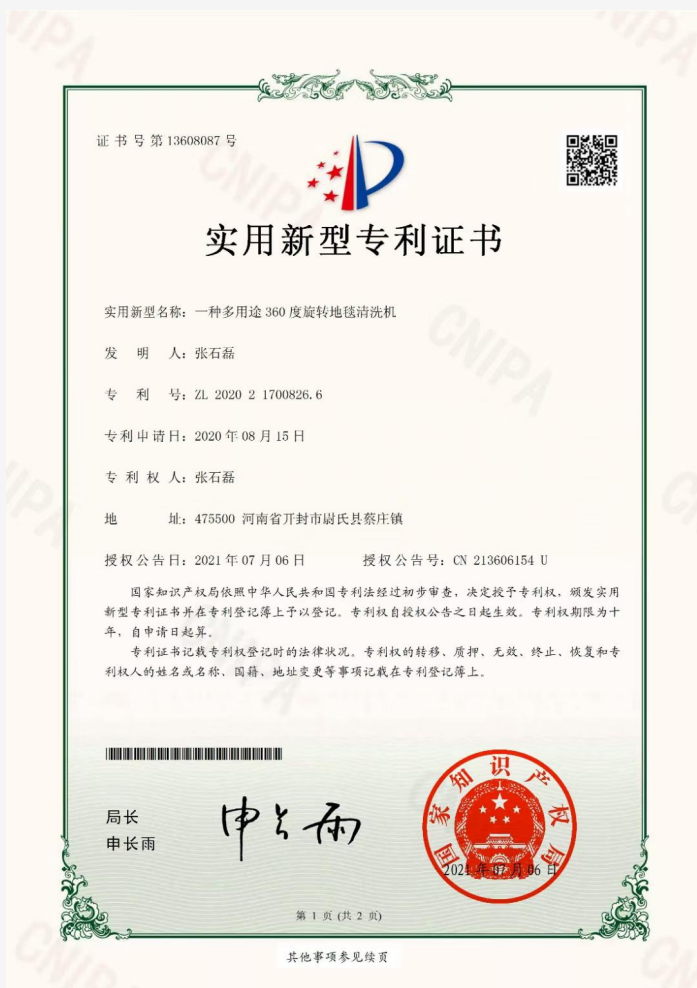 证书号第13608087号
实用新型专利证书
实用新型名称：一种多用途360度旋转地毯清洗机
发明人：张石磊
专利号：ZL 2020 2 1700826.6
专利申请日：2020年08月15日
专利权人：张石磊
地址：475500 河南省开封市尉氏县蔡庄镇
授权公告日：2021年07月06日 授权公告号：CN 213606154 U
国家知识产权局依照中华人民共和国专利法经过初步审查，决定授予专利权，颁发实用
新型专利证书并在专利登记簿上予以登记。专利权自授权公告之日起生效。专利权期限为十
年，自申请日起算。
专利证书记载专利权登记时的法律状况。专利权的转移、质押、无效、终止、恢复和专
利权人的姓名或名称、国籍、地址变更等事项记载在专利登记簿上。
局长
申长雨
申长雨
国家知识产权局
2021年07月06日
第 1 页 (共 2 页)
其他事项参见续页
CNIPA
CNIPA
CNIPA
CNIPA
CNIPA
CNIPA